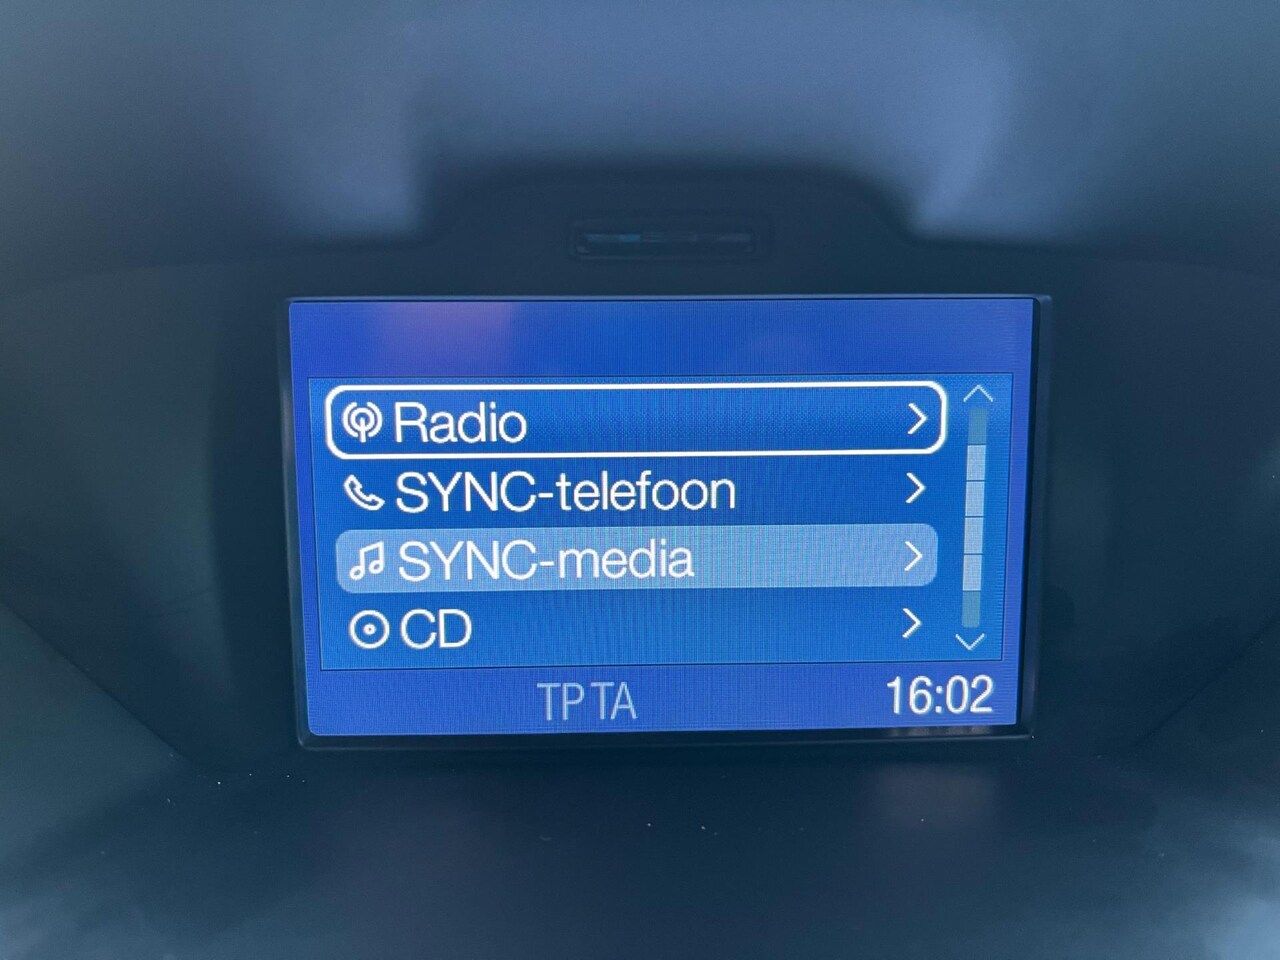 Radio
SYNC-telefoon
SYNC-media
CD
TP TA
16:02